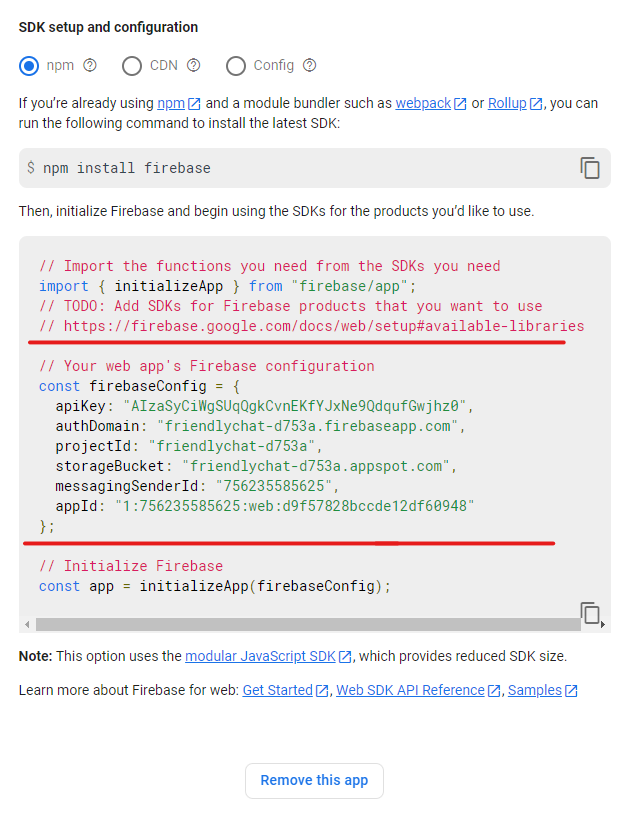 SDK setup and configuration
npm CDN Config
If you're already using npm and a module bundler such as webpack or Rollup, you can
run the following command to install the latest SDK:
$ npm install firebase
Then, initialize Firebase and begin using the SDKs for the products you'd like to use.
// Import the functions you need from the SDKs you need
import { initializeApp } from "firebase/app";
// TODO: Add SDKs for Firebase products that you want to use
// https://firebase.google.com/docs/web/setup#available-libraries
// Your web app's Firebase configuration
const firebaseConfig = {
  apiKey: "AIzaSyCiWgSUqQgkCvnEKfYJxNe9QdqufGwjhz0",
  authDomain: "friendlychat-d753a.firebaseapp.com",
  projectId: "friendlychat-d753a",
  storageBucket: "friendlychat-d753a.appspot.com",
  messagingSenderId: "756235585625",
  appId: "1:756235585625:web:d9f57828bccde12df60948"
};
// Initialize Firebase
const app = initializeApp(firebaseConfig);
Note: This option uses the modular JavaScript SDK, which provides reduced SDK size.
Learn more about Firebase for web: Get Started, Web SDK API Reference, Samples
Remove this app